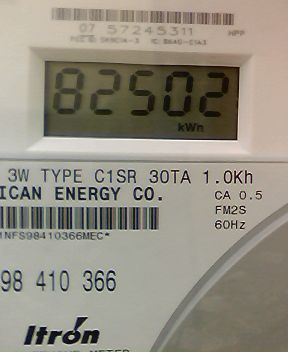 07 57245311
82502
kWh
3W TYPE C1SR 30TA 1.0Kh
ICAN ENERGY CO.
CA 0.5
FM2S
60Hz
1NFS98410366MEC*
98 410 366
Itron